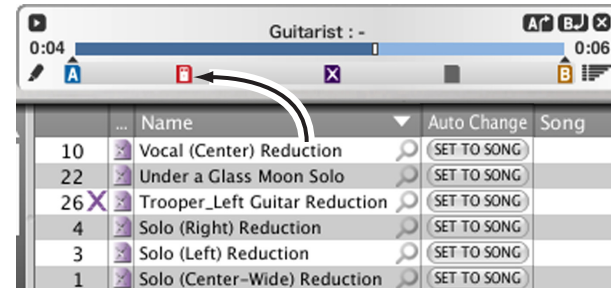 Guitarist : - A B
0:04 0:06
A X B
... Name Auto Change Song
10 Vocal (Center) Reduction SET TO SONG
22 Under a Glass Moon Solo SET TO SONG
26 X Trooper_Left Guitar Reduction SET TO SONG
4 Solo (Right) Reduction SET TO SONG
3 Solo (Left) Reduction SET TO SONG
1 Solo (Center-Wide) Reduction SET TO SONG